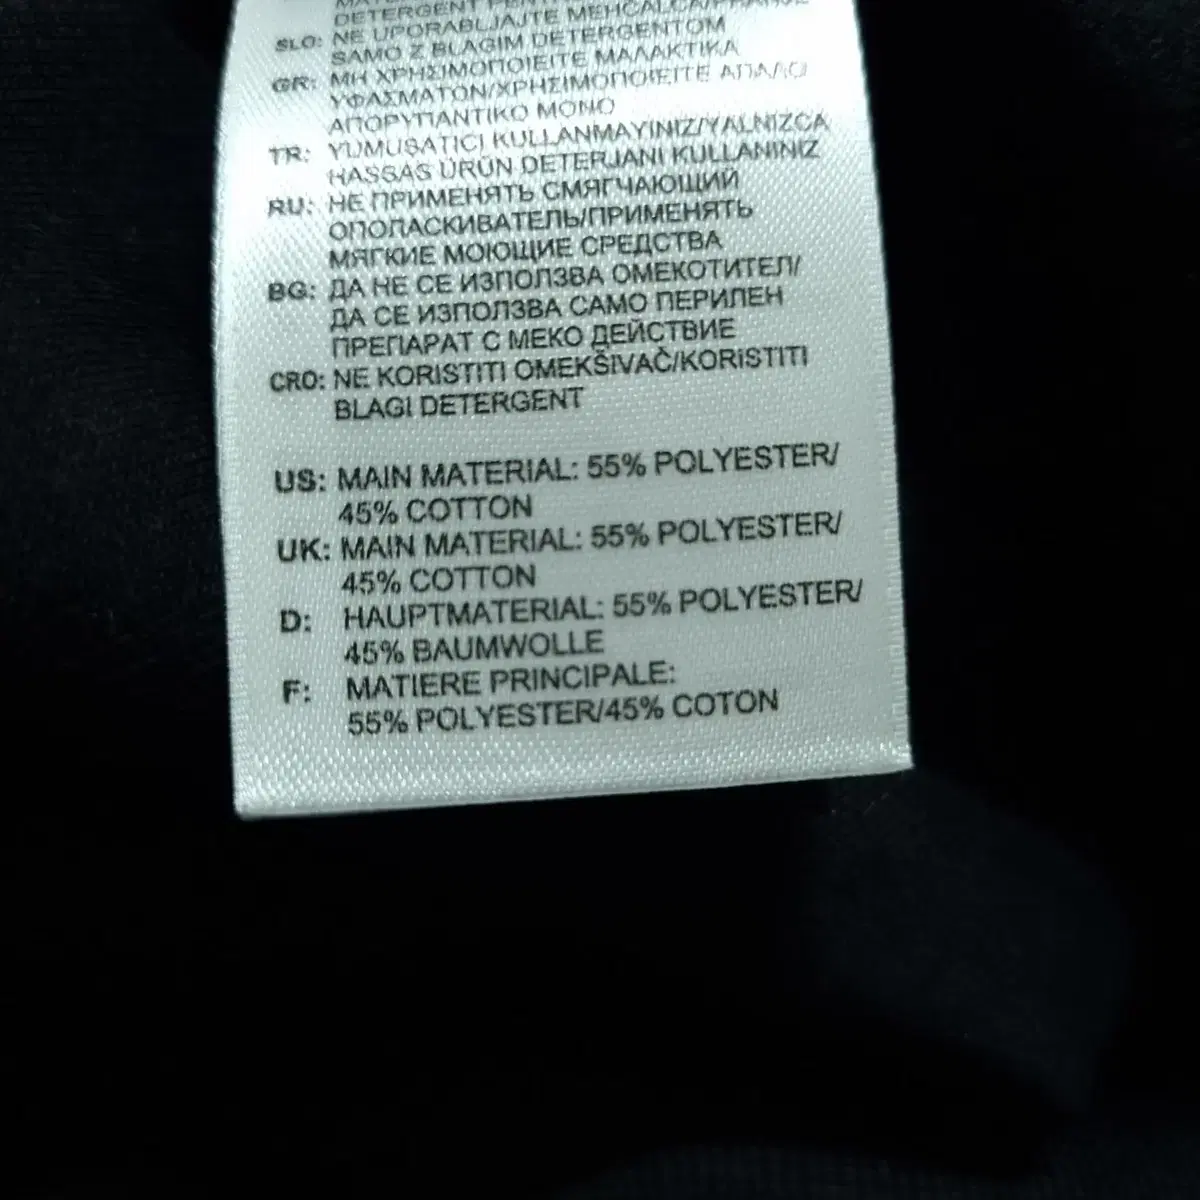 DETERGENT
SLO: NE UPORABLJAJTE MEHČALCA/PRANJE
SAMO Z BLAGIM DETERGENTOM
GR: ΜΗ ΧΡΗΣΙΜΟΠΟΙΕΙΤΕ ΜΑΛΑΚΤΙΚΑ
ΥΦΑΣΜΑΤΩΝ/ΧΡΗΣΙΜΟΠΟΙΕΙΤΕ ΑΠΑΛΟ
ΑΠΟΡΥΠΑΝΤΙΚΟ ΜΟΝΟ
TR: YUMUSATICI KULLANMAYINIZ/YALNIZCA
HASSAS ÜRÜN DETERJANI KULLANINIZ
RU: НЕ ПРИМЕНЯТЬ СМЯГЧАЮЩИЙ
ОПОЛАСКИВАТЕЛЬ/ПРИМЕНЯТЬ
МЯГКИЕ МОЮЩИЕ СРЕДСТВА
BG: ДА НЕ СЕ ИЗПОЛЗВА ОМЕКОТИТЕЛ/
ДА СЕ ИЗПОЛЗВА САМО ПЕРИЛЕН
ПРЕПАРАТ С МЕКО ДЕЙСТВИЕ
CRO: NE KORISTITI OMEKŠIVAČ/KORISTITI
BLAGI DETERGENT
US: MAIN MATERIAL: 55% POLYESTER/
45% COTTON
UK: MAIN MATERIAL: 55% POLYESTER/
45% COTTON
D: HAUPTMATERIAL: 55% POLYESTER/
45% BAUMWOLLE
F: MATIERE PRINCIPALE:
55% POLYESTER/45% COTON